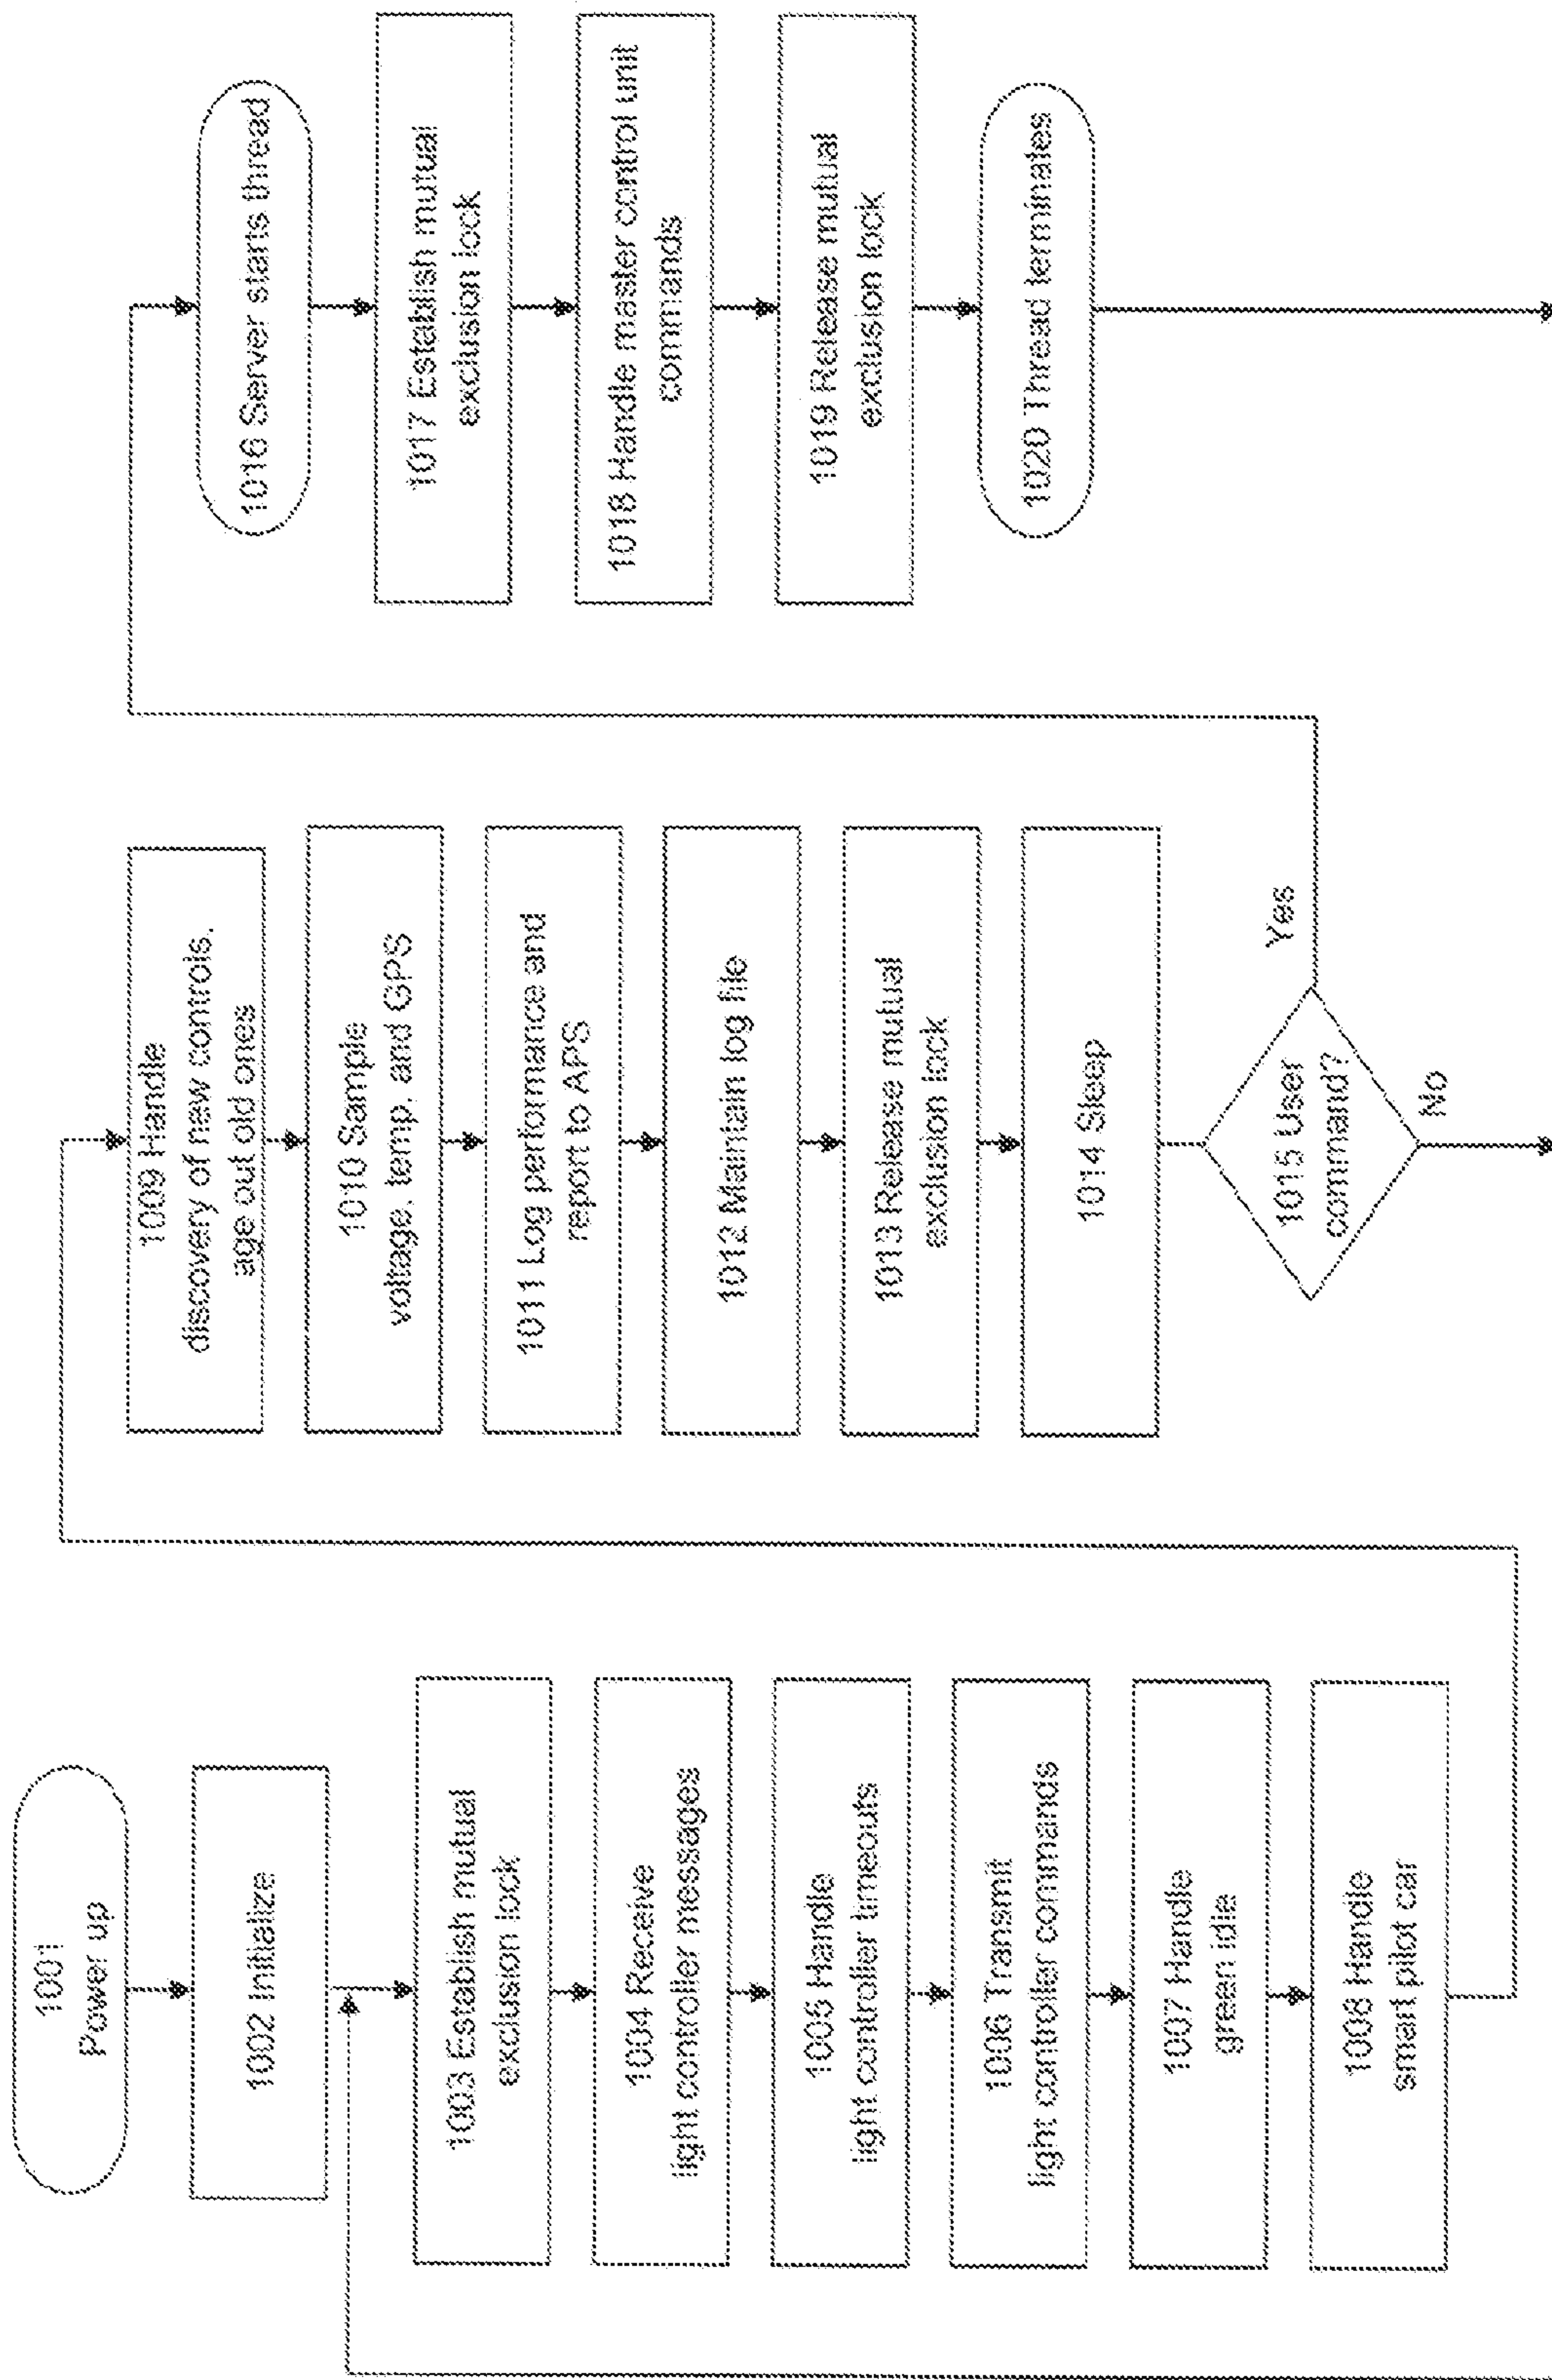 1001
Power up
1002 Initialize
1003 Establish mutual
exclusion lock
1004 Receive
light controller messages
1005 Handle
light controller timeouts
1006 Transmit
light controller commands
1007 Handle
green idle
1008 Handle
smart pilot car
1009 Handle
discovery of new controls.
age out old ones
1010 Sample
voltage, temp, and GPS
1011 Log performance and
report to APS
1012 Maintain log file
1013 Release mutual
exclusion lock
1014 Sleep
1015 User
command?
Yes
No
1016 Server starts thread
1017 Establish mutual
exclusion lock
1018 Handle master control unit
commands
1019 Release mutual
exclusion lock
1020 Thread terminates